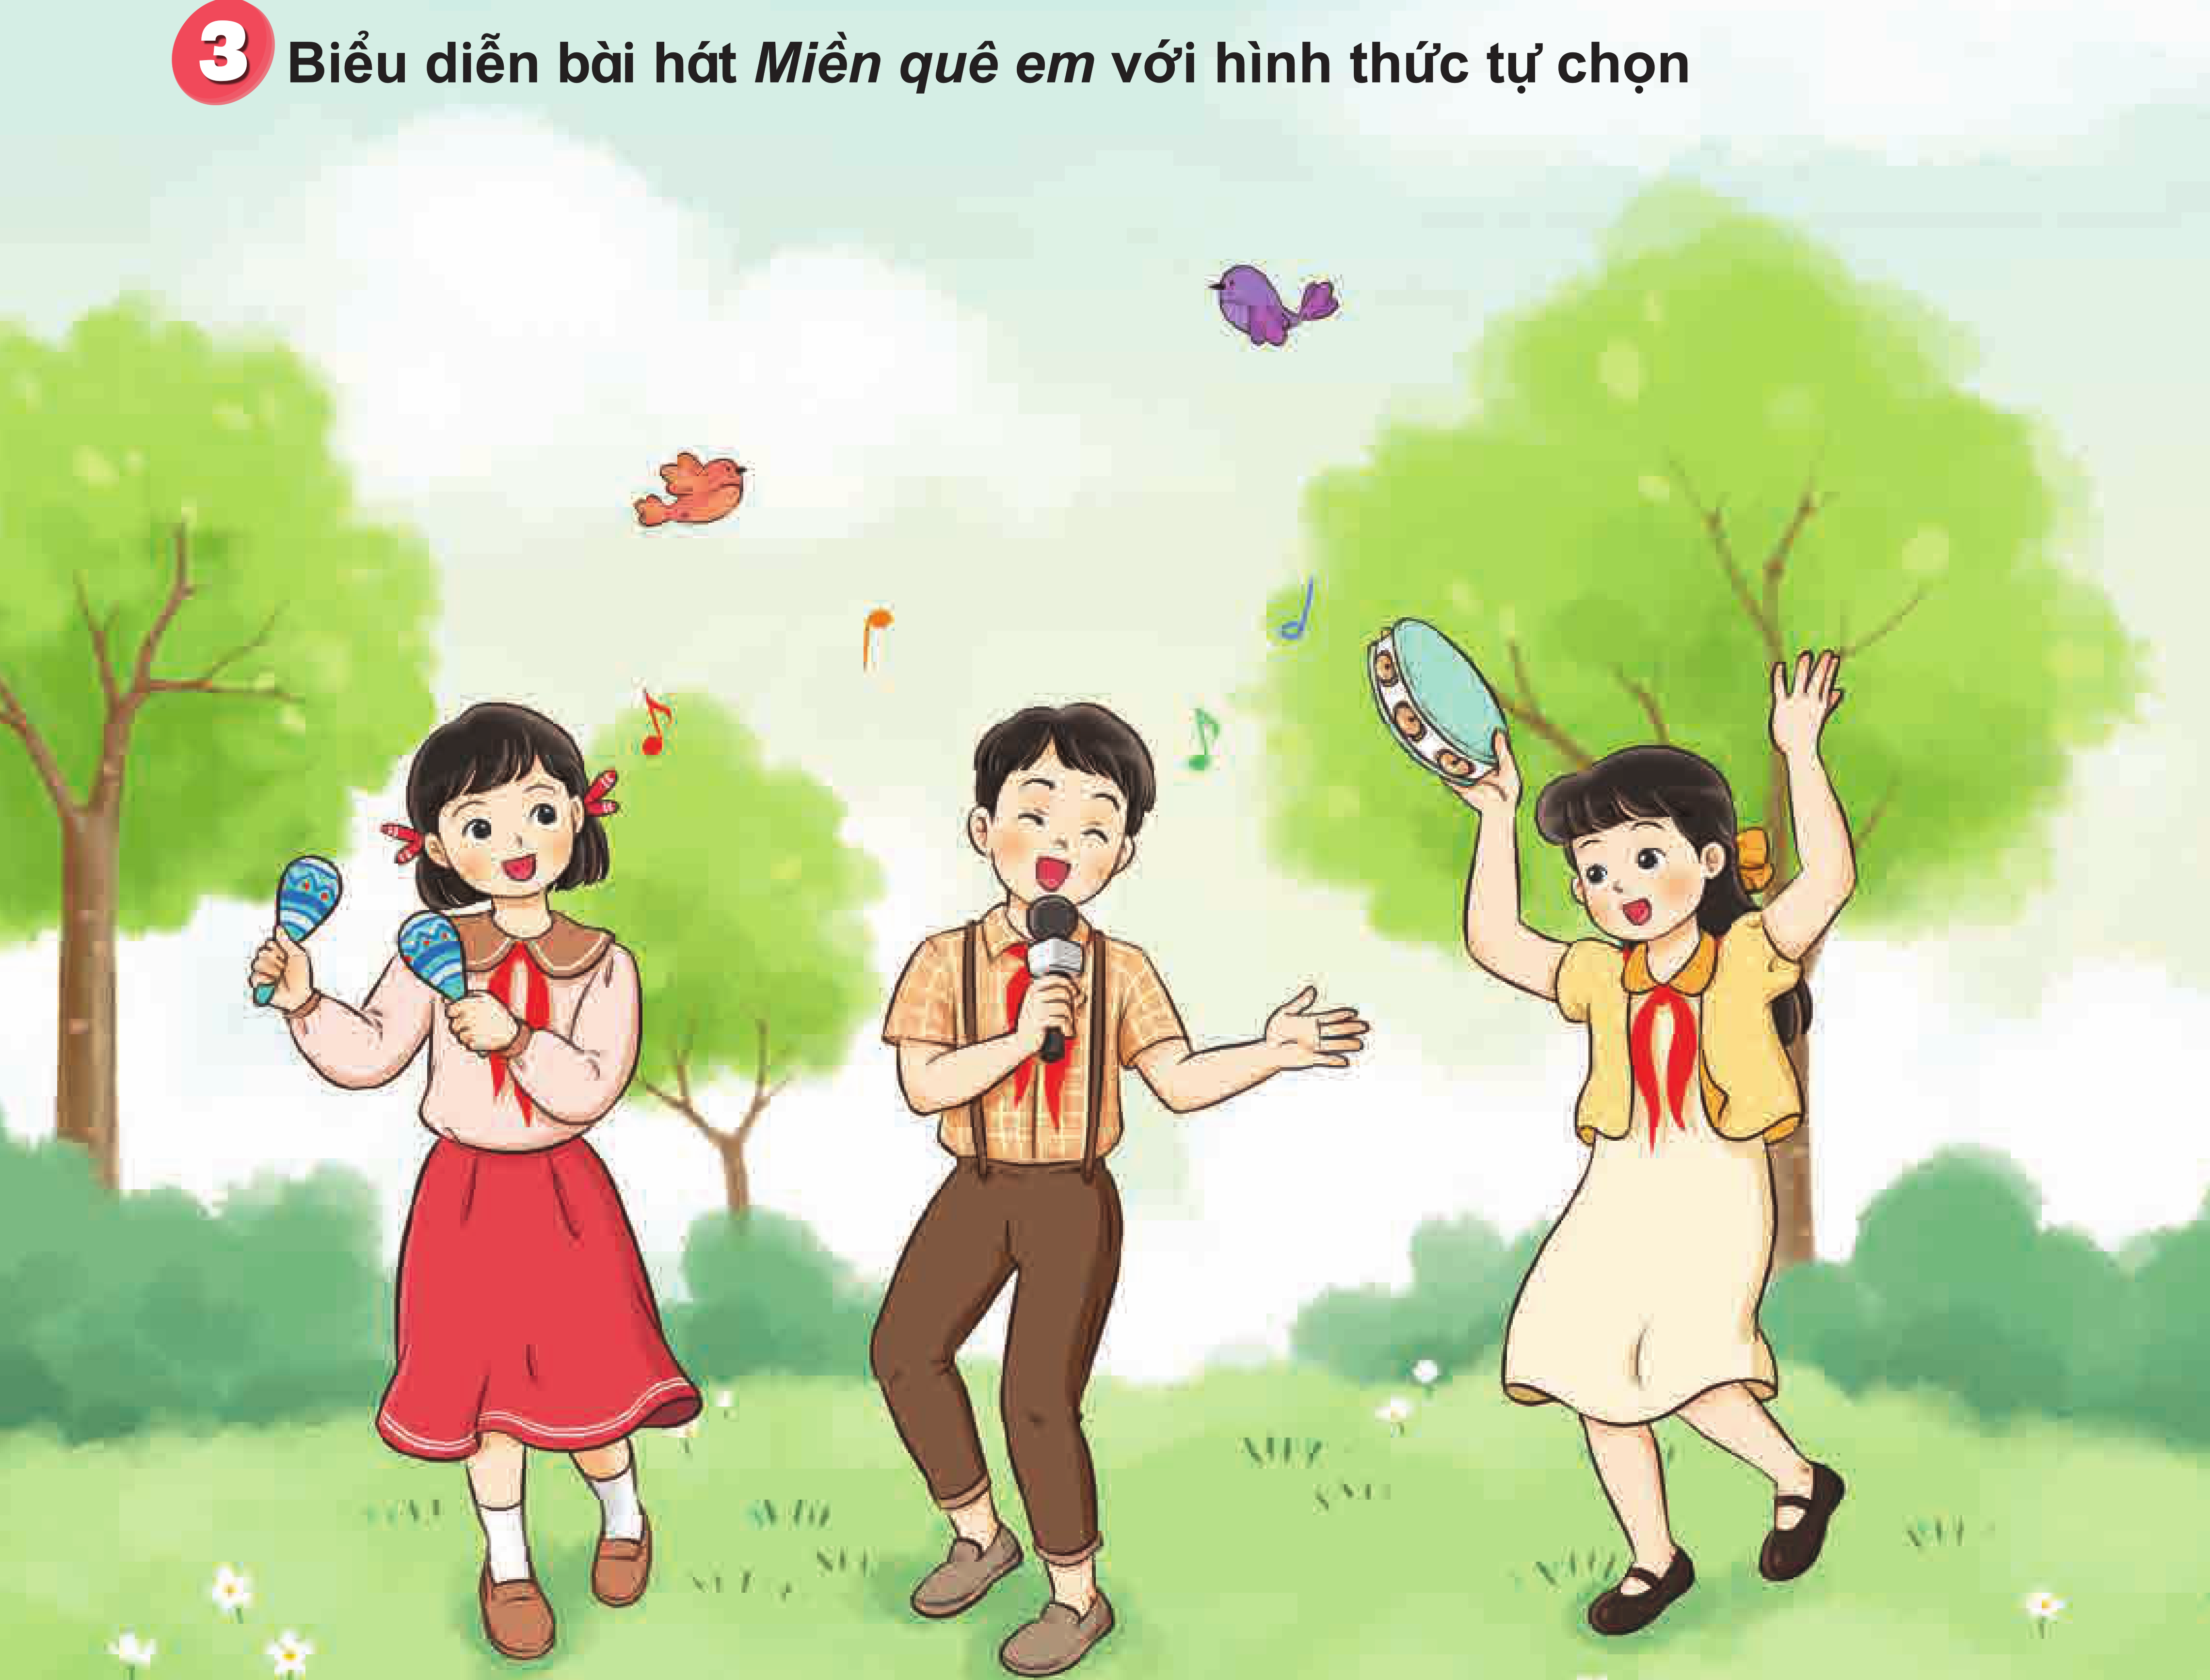 3 Biểu diễn bài hát Miền quê em với hình thức tự chọn